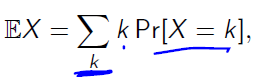 𝔼X = ∑ k Pr[X = k],
k